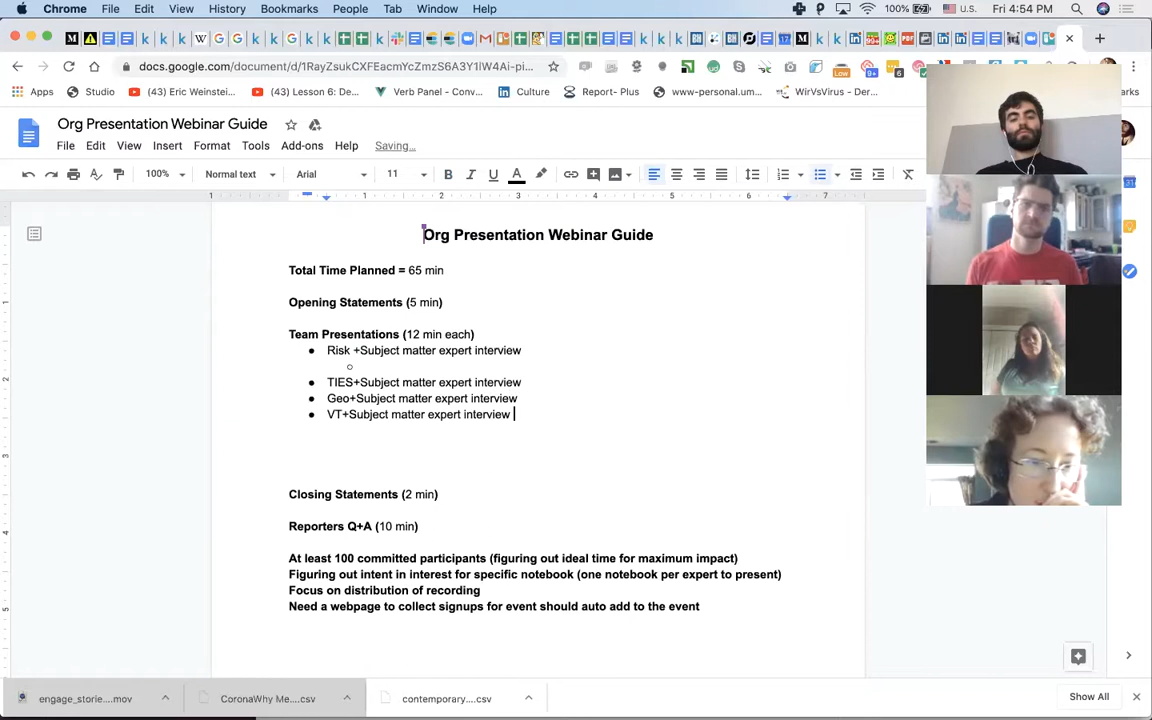 Chrome File Edit View History Bookmarks People Tab Window Help 100% U.S. Fri 4:54 PM
docs.google.com/document/d/1RayZsukCXFEacmYcZmzS6A3Y1lW4Ai-pi...
Apps Studio (43) Eric Weinstei... (43) Lesson 6: De... Verb Panel - Conv... Culture Report- Plus www-personal.um... WirVsVirus - Der...
Org Presentation Webinar Guide
File Edit View Insert Format Tools Add-ons Help Saving...
100% Normal text Arial 11
Org Presentation Webinar Guide
Total Time Planned = 65 min
Opening Statements (5 min)
Team Presentations (12 min each)
● Risk +Subject matter expert interview
○
● TIES+Subject matter expert interview
● Geo+Subject matter expert interview
● VT+Subject matter expert interview
Closing Statements (2 min)
Reporters Q+A (10 min)
At least 100 committed participants (figuring out ideal time for maximum impact)
Figuring out intent in interest for specific notebook (one notebook per expert to present)
Focus on distribution of recording
Need a webpage to collect signups for event should auto add to the event
engage_storie....mov CoronaWhy Me....csv contemporary....csv Show All